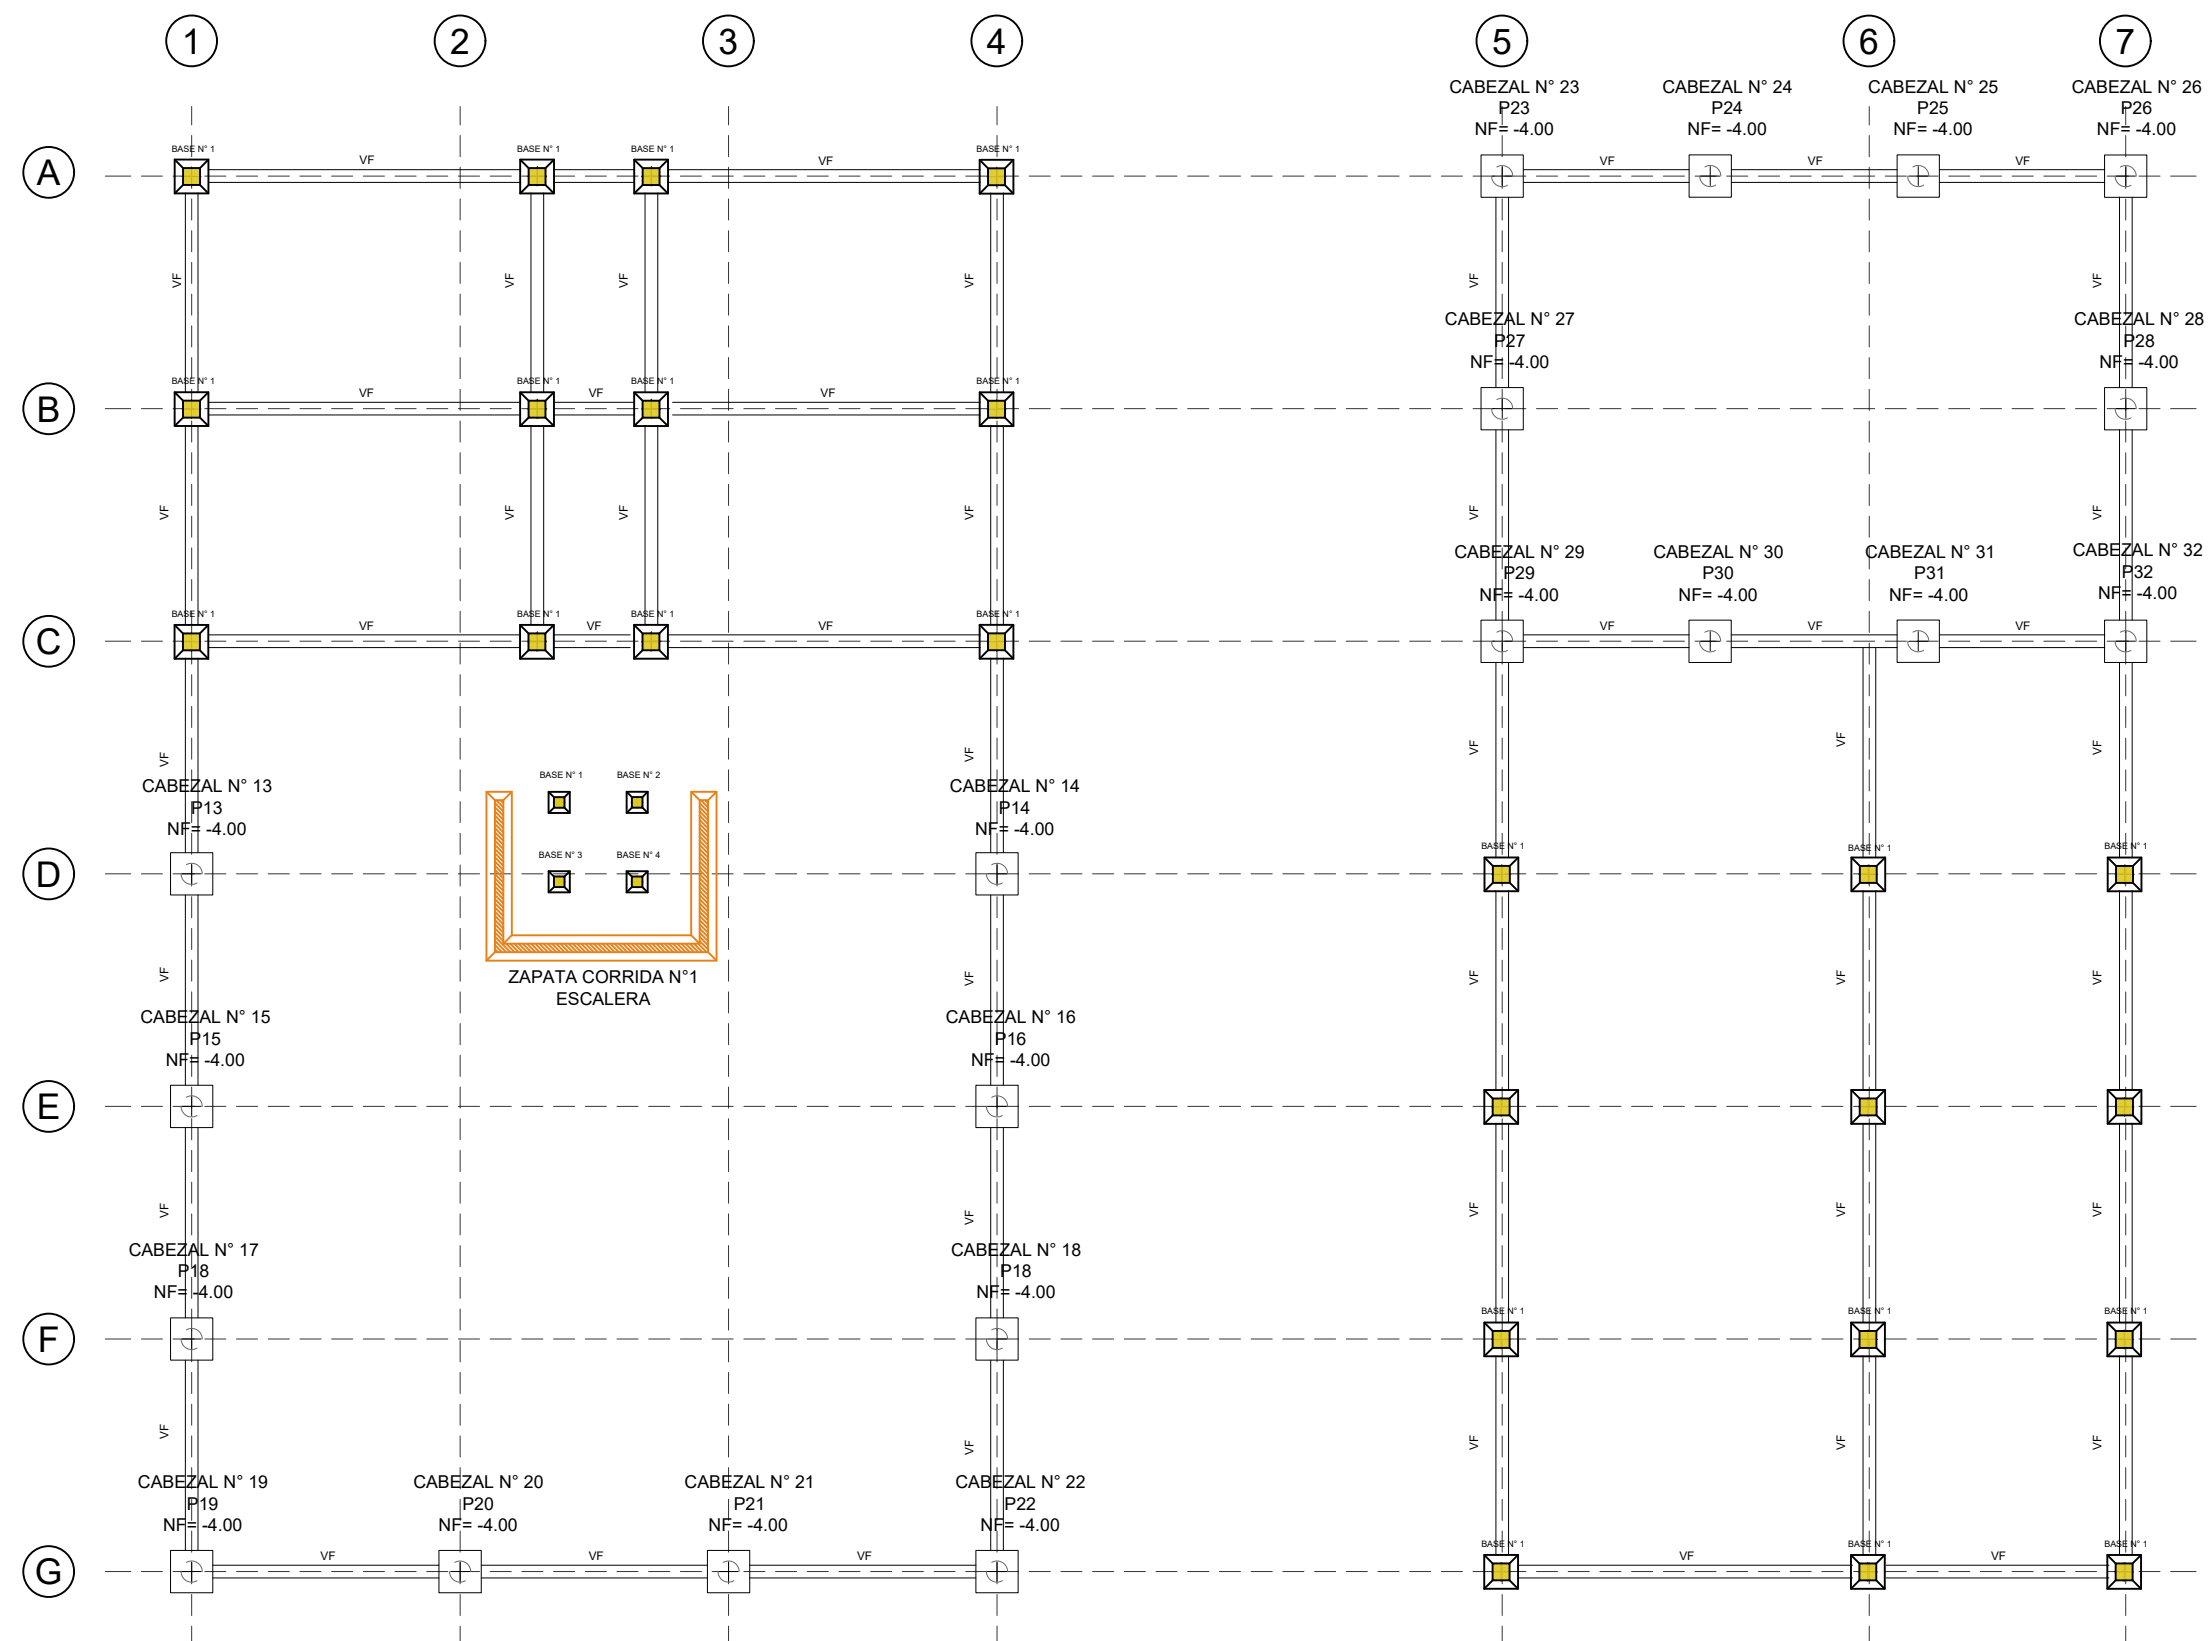 1
2
3
4
5
6
7
CABEZAL N° 23
P23
NF= -4.00
CABEZAL N° 24
P24
NF= -4.00
CABEZAL N° 25
P25
NF= -4.00
CABEZAL N° 26
P26
NF= -4.00
A
BASE N° 1
VF
BASE N° 1
BASE N° 1
VF
BASE N° 1
VF
VF
VF
VF
VF
VF
VF
VF
VF
CABEZAL N° 27
P27
NF= -4.00
CABEZAL N° 28
P28
NF= -4.00
B
BASE N° 1
VF
BASE N° 1
VF
BASE N° 1
VF
BASE N° 1
VF
VF
VF
VF
VF
VF
CABEZAL N° 29
P29
NF= -4.00
CABEZAL N° 30
P30
NF= -4.00
CABEZAL N° 31
P31
NF= -4.00
CABEZAL N° 32
P32
NF= -4.00
C
BASE N° 1
VF
BASE N° 1
VF
BASE N° 1
VF
BASE N° 1
VF
VF
VF
VF
VF
VF
VF
VF
CABEZAL N° 13
P13
NF= -4.00
BASE N° 1
BASE N° 2
CABEZAL N° 14
P14
NF= -4.00
D
BASE N° 3
BASE N° 4
BASE N° 1
BASE N° 1
BASE N° 1
ZAPATA CORRIDA N°1
ESCALERA
VF
VF
VF
VF
VF
CABEZAL N° 15
P15
NF= -4.00
CABEZAL N° 16
P16
NF= -4.00
E
VF
VF
VF
VF
VF
CABEZAL N° 17
P18
NF= -4.00
CABEZAL N° 18
P18
NF= -4.00
F
BASE N° 1
BASE N° 1
BASE N° 1
VF
VF
VF
VF
VF
CABEZAL N° 19
P19
NF= -4.00
CABEZAL N° 20
P20
NF= -4.00
CABEZAL N° 21
P21
NF= -4.00
CABEZAL N° 22
P22
NF= -4.00
G
VF
VF
VF
BASE N° 1
VF
BASE N° 1
VF
BASE N° 1